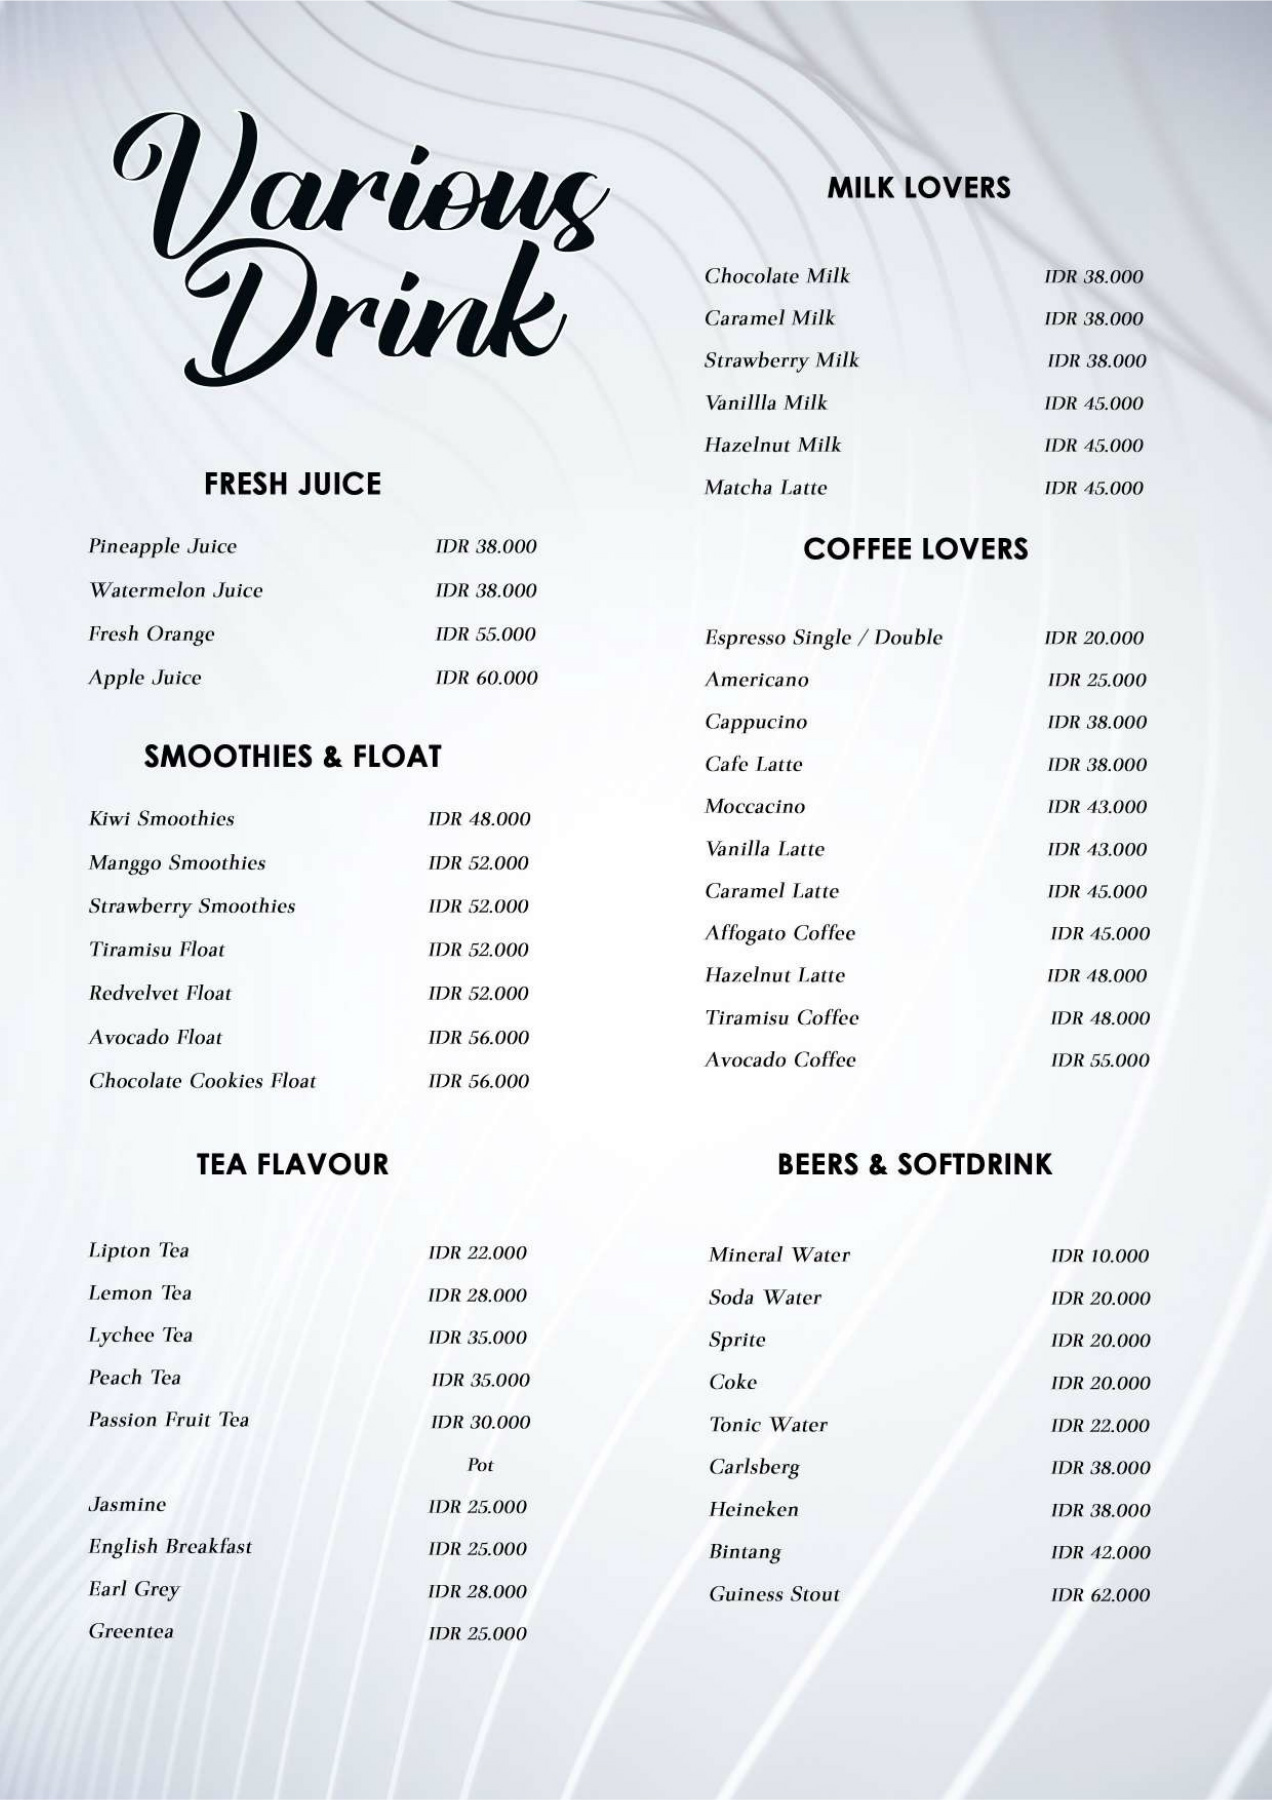 Various
Drink
FRESH JUICE
Pineapple Juice IDR 38.000
Watermelon Juice IDR 38.000
Fresh Orange IDR 55.000
Apple Juice IDR 60.000
SMOOTHIES & FLOAT
Kiwi Smoothies IDR 48.000
Manggo Smoothies IDR 52.000
Strawberry Smoothies IDR 52.000
Tiramisu Float IDR 52.000
Redvelvet Float IDR 52.000
Avocado Float IDR 56.000
Chocolate Cookies Float IDR 56.000
TEA FLAVOUR
Lipton Tea IDR 22.000
Lemon Tea IDR 28.000
Lychee Tea IDR 35.000
Peach Tea IDR 35.000
Passion Fruit Tea IDR 30.000
Pot
Jasmine IDR 25.000
English Breakfast IDR 25.000
Earl Grey IDR 28.000
Greentea IDR 25.000
MILK LOVERS
Chocolate Milk IDR 38.000
Caramel Milk IDR 38.000
Strawberry Milk IDR 38.000
Vanillla Milk IDR 45.000
Hazelnut Milk IDR 45.000
Matcha Latte IDR 45.000
COFFEE LOVERS
Espresso Single / Double IDR 20.000
Americano IDR 25.000
Cappucino IDR 38.000
Cafe Latte IDR 38.000
Moccacino IDR 43.000
Vanilla Latte IDR 43.000
Caramel Latte IDR 45.000
Affogato Coffee IDR 45.000
Hazelnut Latte IDR 48.000
Tiramisu Coffee IDR 48.000
Avocado Coffee IDR 55.000
BEERS & SOFTDRINK
Mineral Water IDR 10.000
Soda Water IDR 20.000
Sprite IDR 20.000
Coke IDR 20.000
Tonic Water IDR 22.000
Carlsberg IDR 38.000
Heineken IDR 38.000
Bintang IDR 42.000
Guiness Stout IDR 62.000